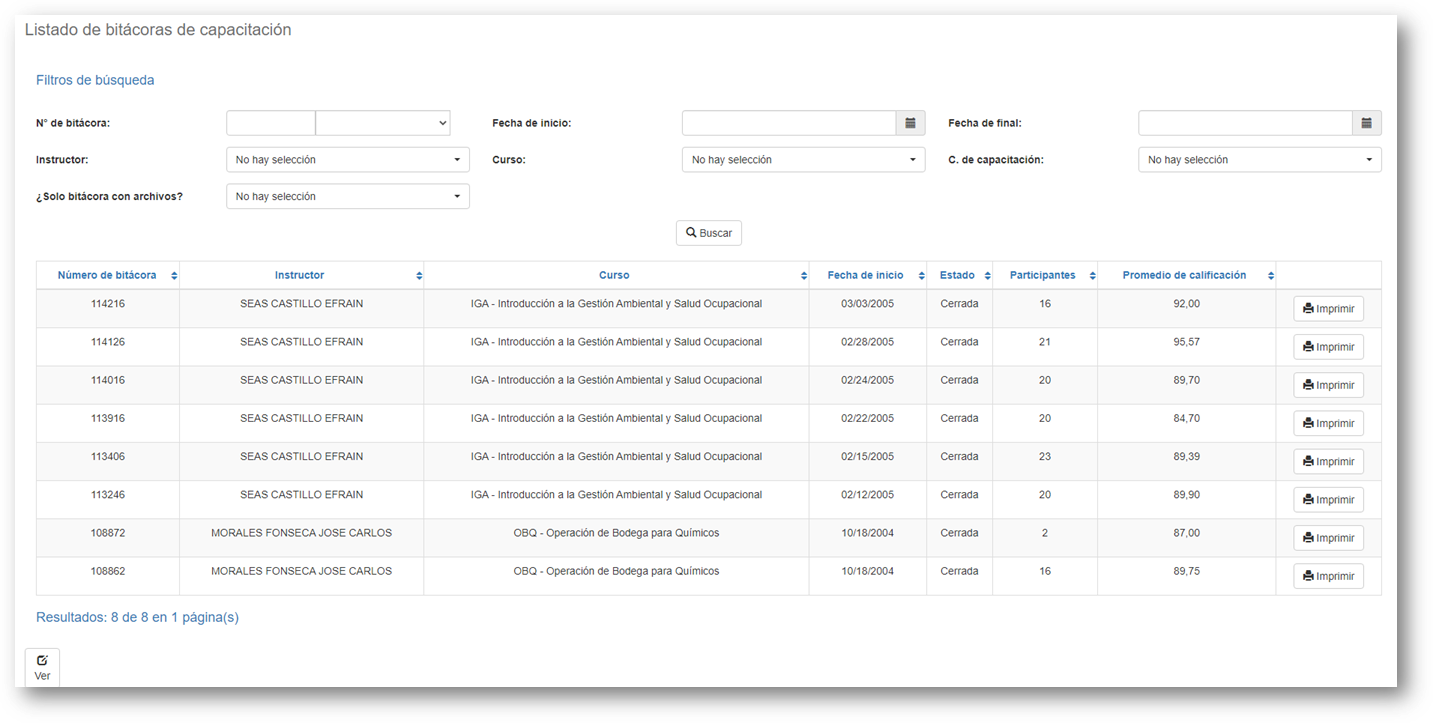 Listado de bitácoras de capacitación
Filtros de búsqueda
N° de bitácora: Fecha de inicio: Fecha de final:
Instructor: No hay selección Curso: No hay selección C. de capacitación: No hay selección
¿Solo bitácora con archivos? No hay selección
Buscar
Número de bitácora Instructor Curso Fecha de inicio Estado Participantes Promedio de calificación
114216 SEAS CASTILLO EFRAIN IGA - Introducción a la Gestión Ambiental y Salud Ocupacional 03/03/2005 Cerrada 16 92,00 Imprimir
114126 SEAS CASTILLO EFRAIN IGA - Introducción a la Gestión Ambiental y Salud Ocupacional 02/28/2005 Cerrada 21 95,57 Imprimir
114016 SEAS CASTILLO EFRAIN IGA - Introducción a la Gestión Ambiental y Salud Ocupacional 02/24/2005 Cerrada 20 89,70 Imprimir
113916 SEAS CASTILLO EFRAIN IGA - Introducción a la Gestión Ambiental y Salud Ocupacional 02/22/2005 Cerrada 20 84,70 Imprimir
113406 SEAS CASTILLO EFRAIN IGA - Introducción a la Gestión Ambiental y Salud Ocupacional 02/15/2005 Cerrada 23 89,39 Imprimir
113246 SEAS CASTILLO EFRAIN IGA - Introducción a la Gestión Ambiental y Salud Ocupacional 02/12/2005 Cerrada 20 89,90 Imprimir
108872 MORALES FONSECA JOSE CARLOS OBQ - Operación de Bodega para Químicos 10/18/2004 Cerrada 2 87,00 Imprimir
108862 MORALES FONSECA JOSE CARLOS OBQ - Operación de Bodega para Químicos 10/18/2004 Cerrada 16 89,75 Imprimir
Resultados: 8 de 8 en 1 página(s)
Ver